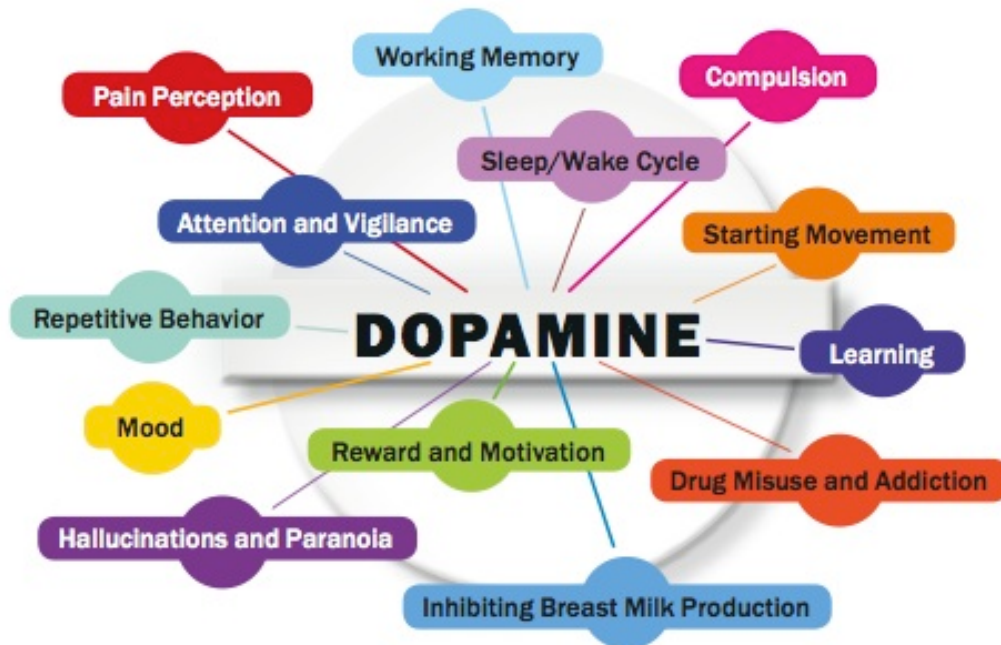 Working Memory
Compulsion
Pain Perception
Sleep/Wake Cycle
Attention and Vigilance
Starting Movement
Repetitive Behavior
DOPAMINE
Learning
Mood
Reward and Motivation
Drug Misuse and Addiction
Hallucinations and Paranoia
Inhibiting Breast Milk Production